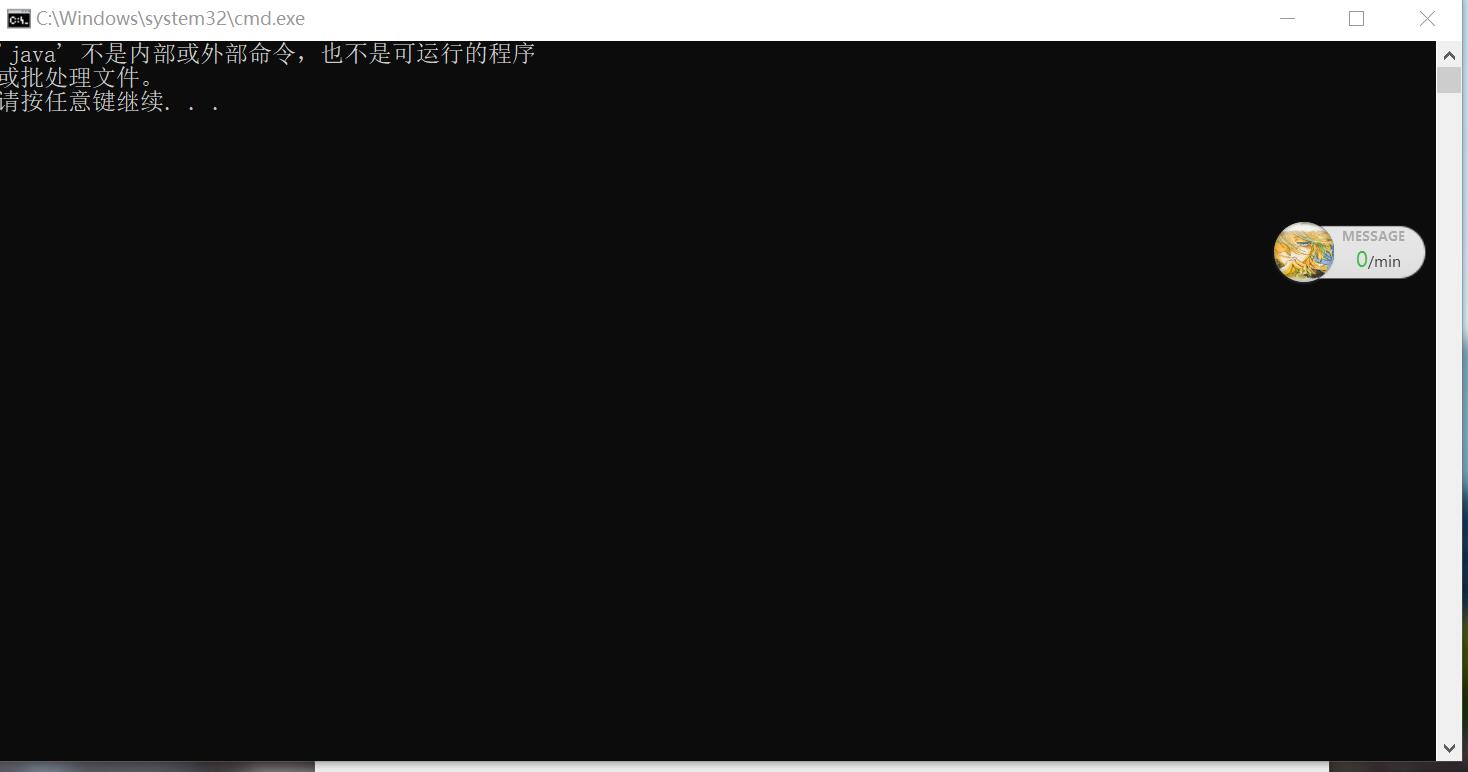 C:\Windows\system32\cmd.exe
'java' 不是内部或外部命令，也不是可运行的程序
或批处理文件。
请按任意键继续. . .
MESSAGE
0/min